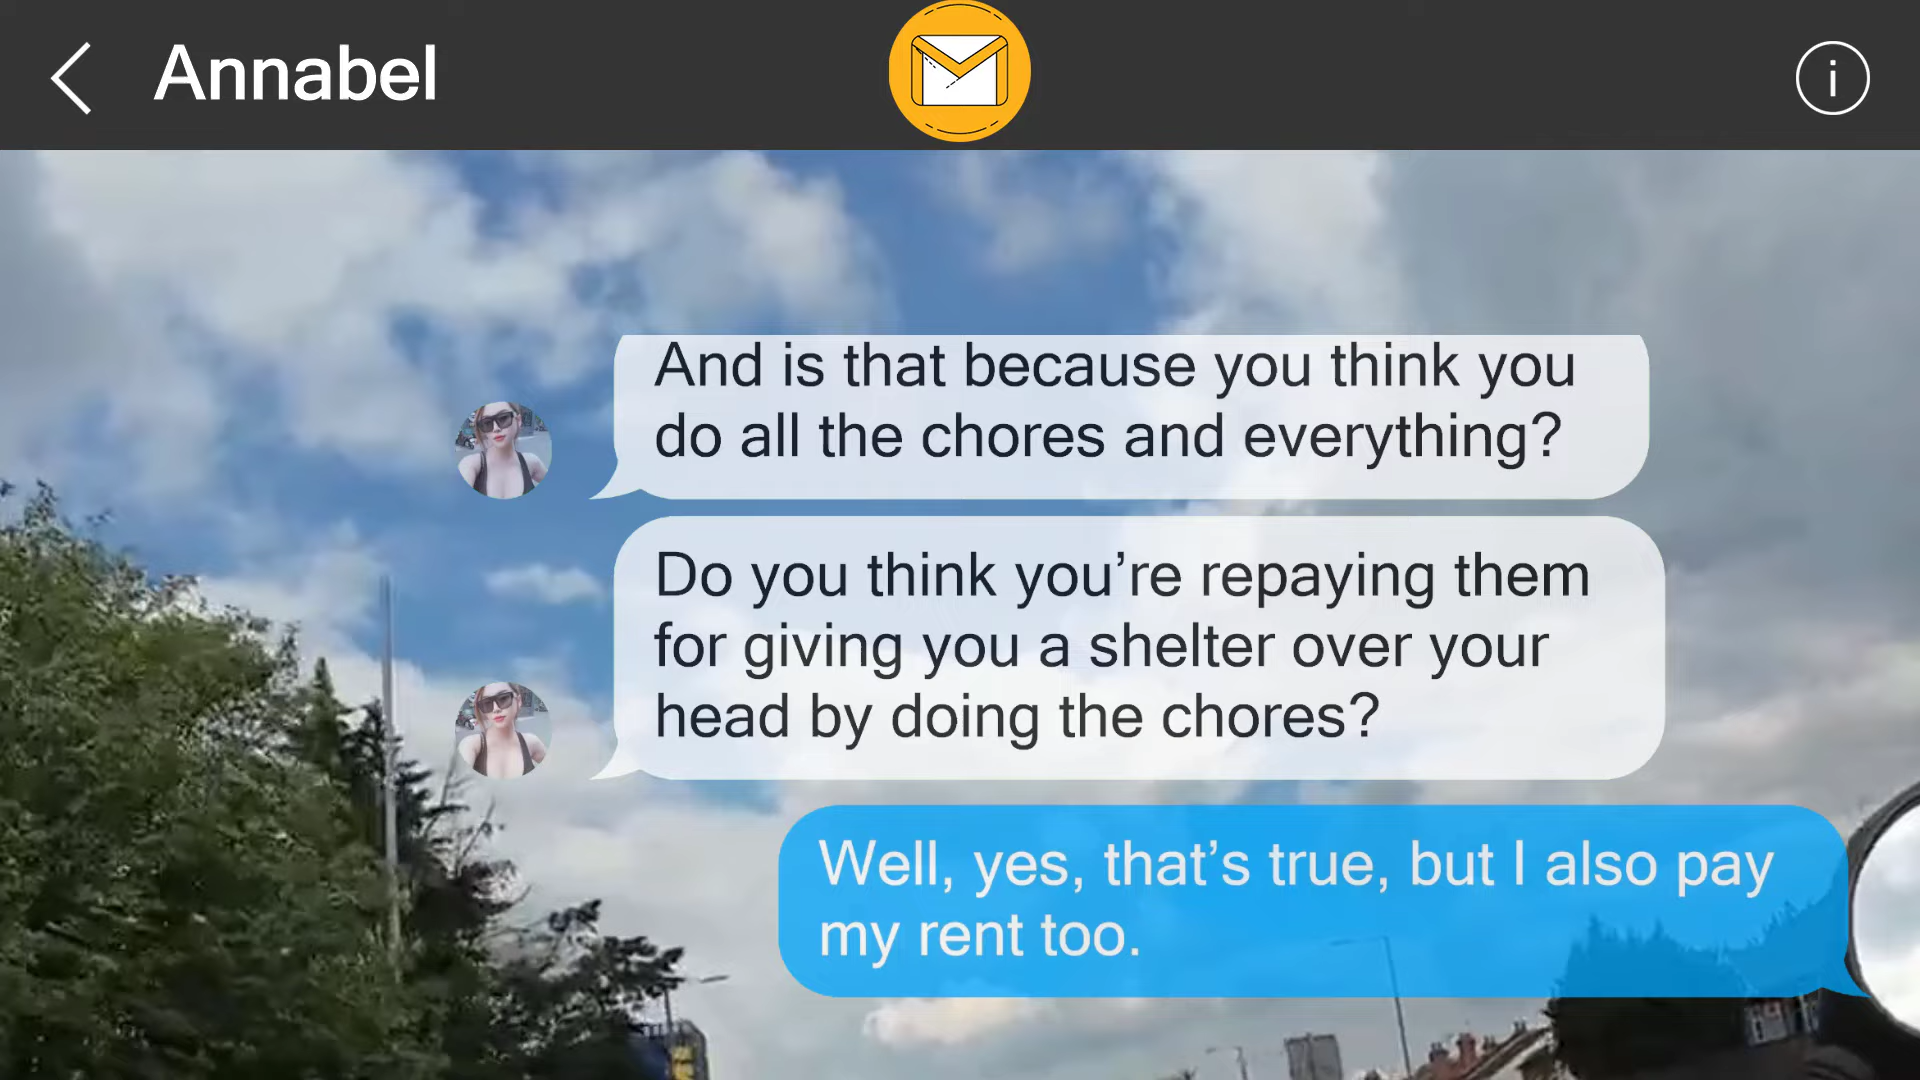 Annabel
i
And is that because you think you
do all the chores and everything?
Do you think you’re repaying them
for giving you a shelter over your
head by doing the chores?
Well, yes, that’s true, but I also pay
my rent too.